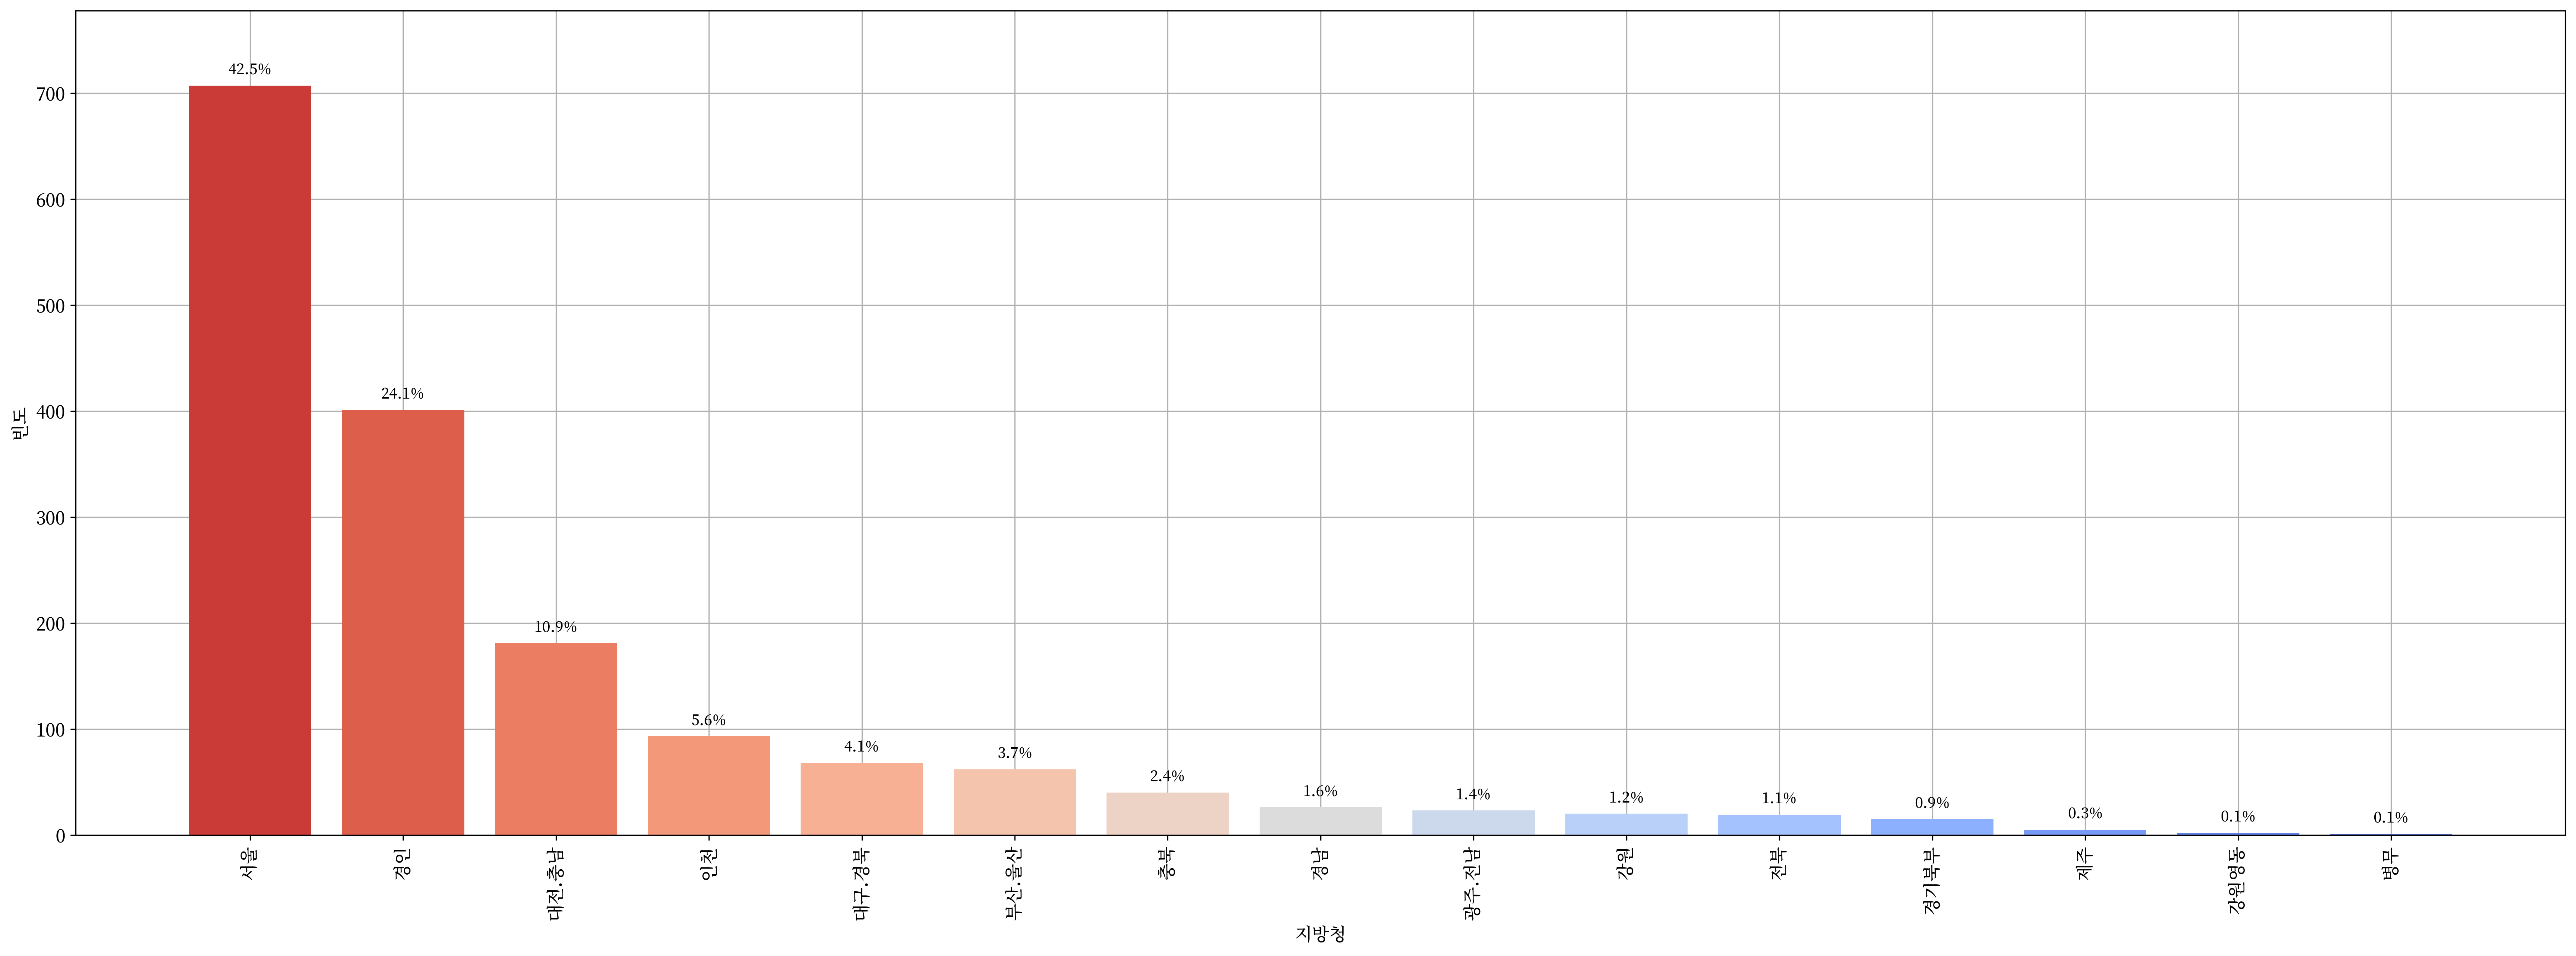 42.5%
24.1%
10.9%
5.6%
4.1%
3.7%
2.4%
1.6%
1.4%
1.2%
1.1%
0.9%
0.3%
0.1%
0.1%
700
600
500
400
300
200
100
0
빈도
서울
경인
대전.충남
인천
대구.경북
부산.울산
충북
경남
광주.전남
강원
전북
경기북부
제주
강원영동
병무
지방청